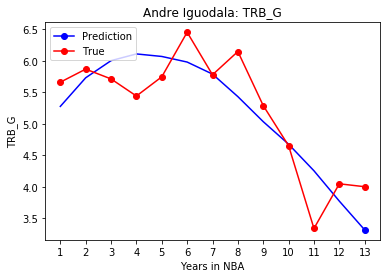 Andre Iguodala: TRB_G
Prediction
True
TRB_G
6.5
6.0
5.5
5.0
4.5
4.0
3.5
1 2 3 4 5 6 7 8 9 10 11 12 13
Years in NBA